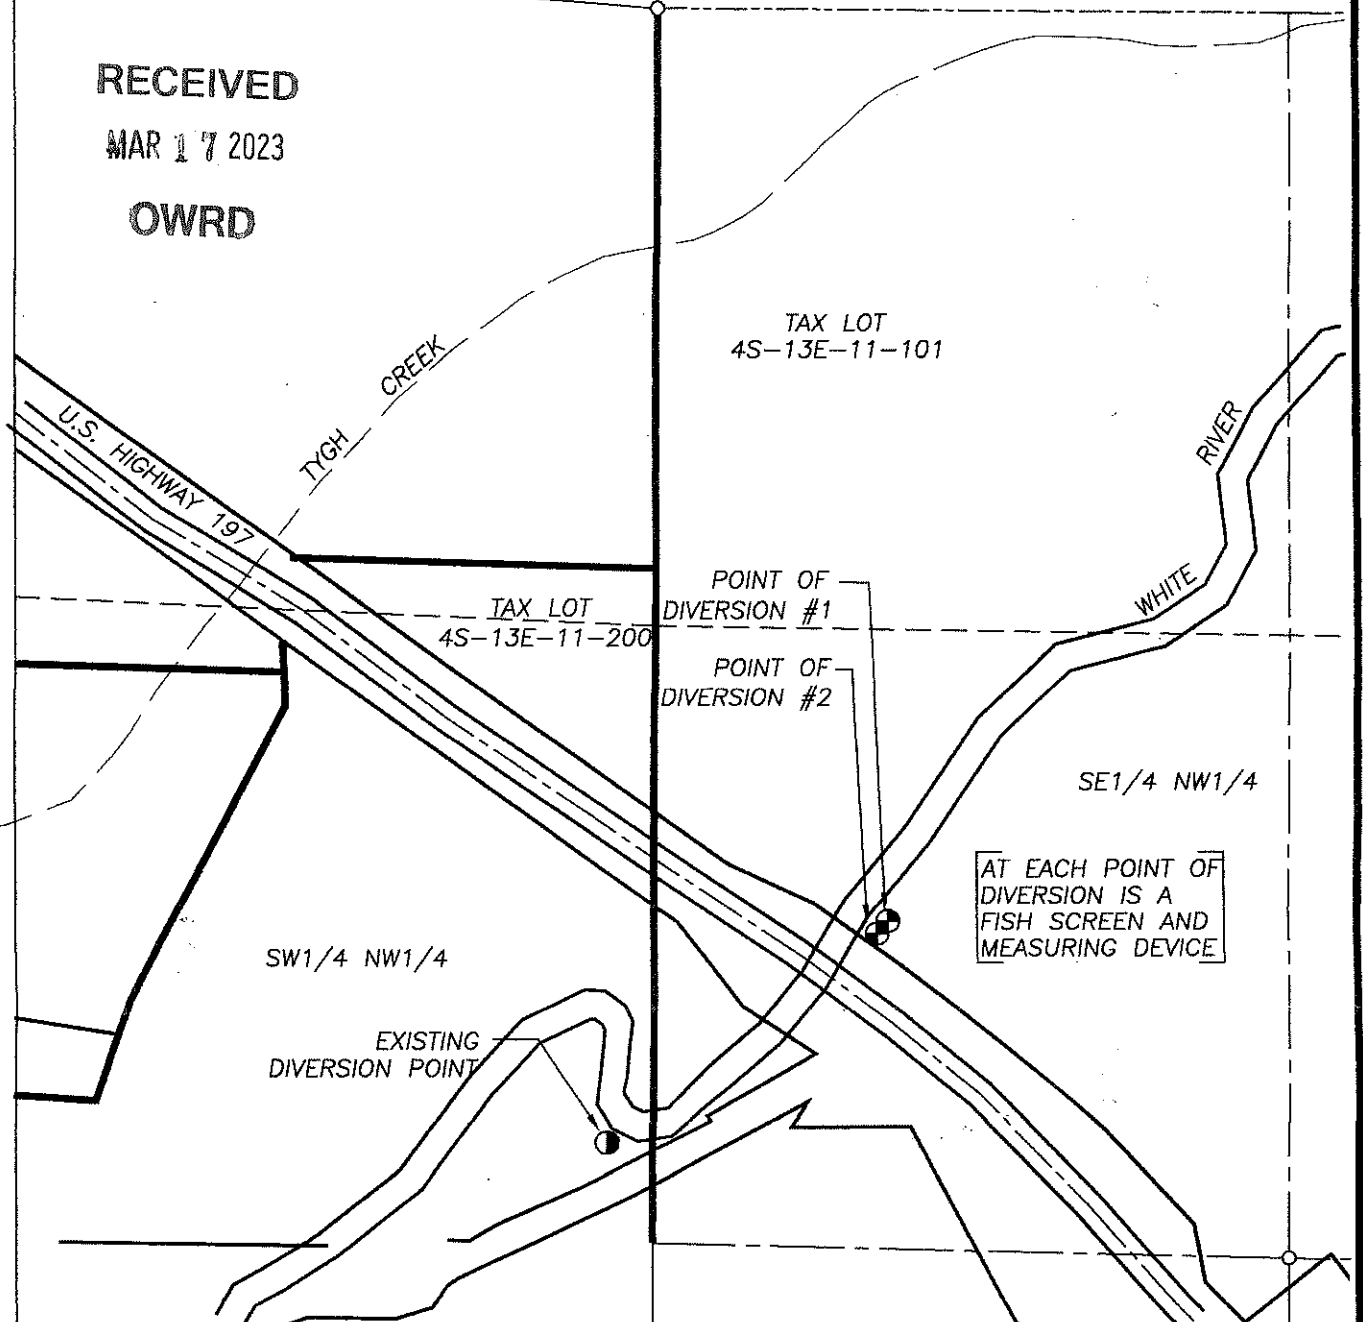 RECEIVED
MAR 17 2023
OWRD
TAX LOT
4S-13E-11-101
TYGH CREEK
U.S. HIGHWAY 197
WHITE RIVER
TAX LOT
4S-13E-11-200
POINT OF
DIVERSION #1
POINT OF
DIVERSION #2
SE1/4 NW1/4
AT EACH POINT OF
DIVERSION IS A
FISH SCREEN AND
MEASURING DEVICE
SW1/4 NW1/4
EXISTING
DIVERSION POINT